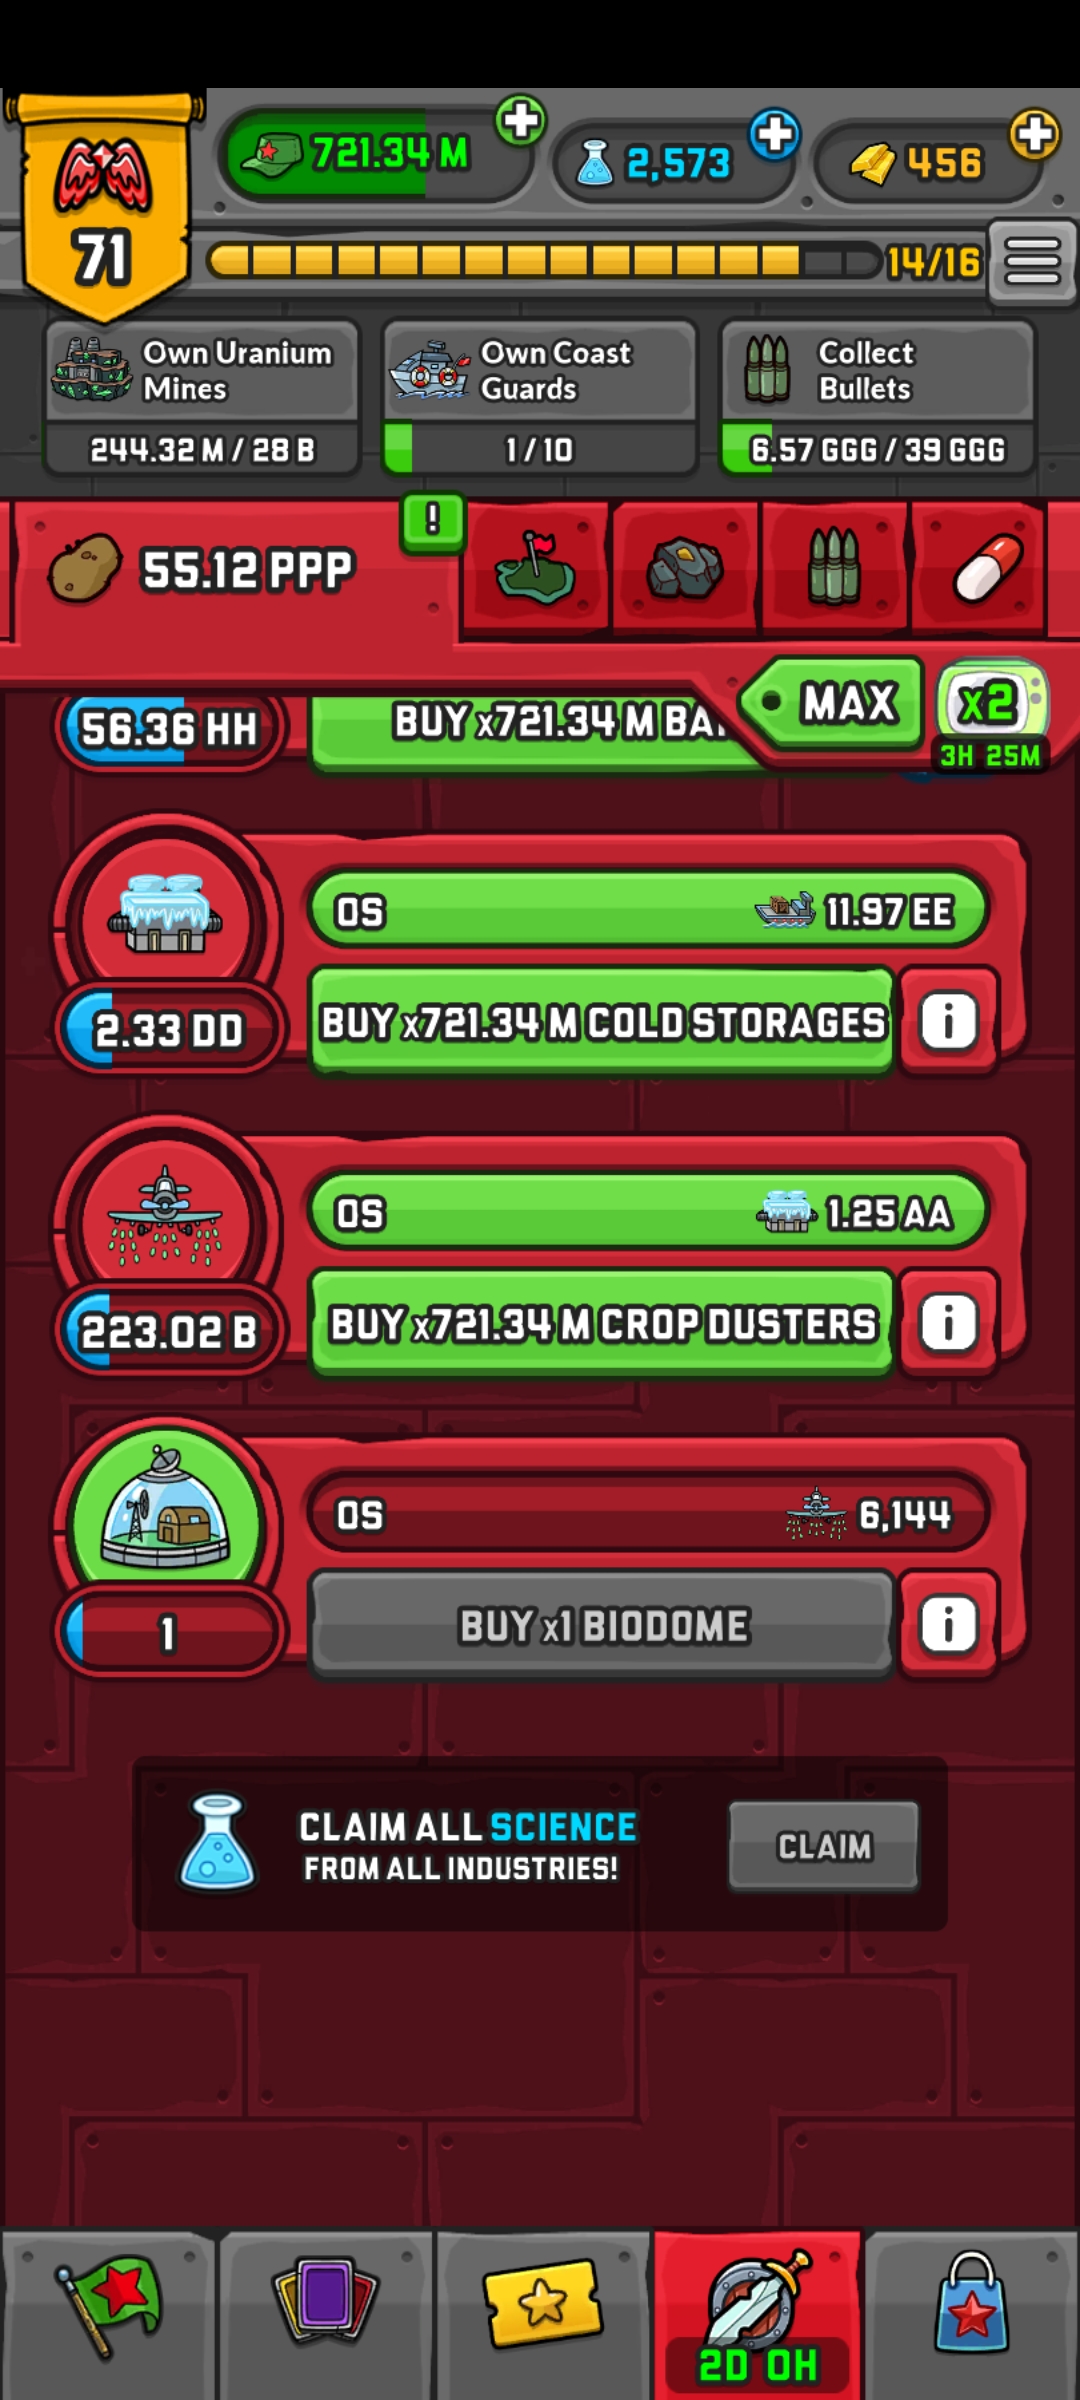 721.34 M
2,573
456
71
14/16
Own Uranium
Mines
244.32 M / 28 B
Own Coast
Guards
1 / 10
Collect
Bullets
6.57 GGG / 39 GGG
55.12 PPP
!
MAX
x2
3H 25M
56.36 HH
BUY x721.34 M
0S
11.97 EE
2.33 DD
BUY x721.34 M COLD STORAGES
i
0S
1.25 AA
223.02 B
BUY x721.34 M CROP DUSTERS
i
0S
6,144
1
BUY x1 BIODOME
i
CLAIM ALL SCIENCE
FROM ALL INDUSTRIES!
CLAIM
2D 0H